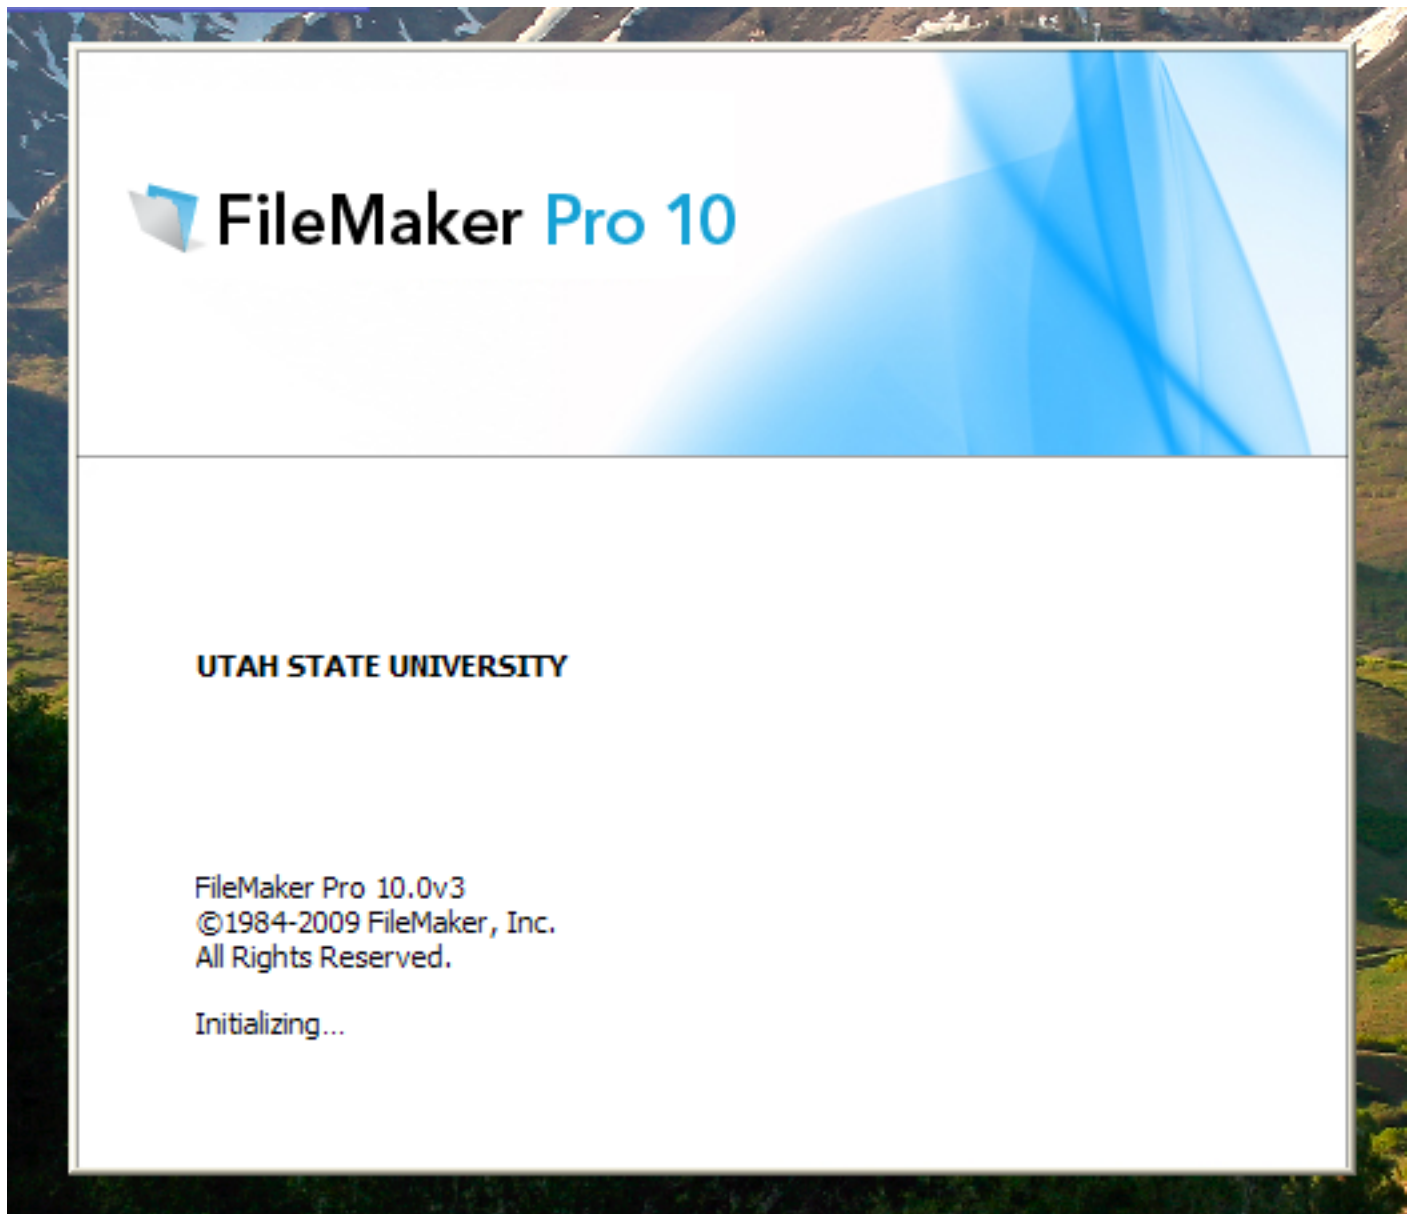 FileMaker Pro 10
UTAH STATE UNIVERSITY
FileMaker Pro 10.0v3
©1984-2009 FileMaker, Inc.
All Rights Reserved.
Initializing...